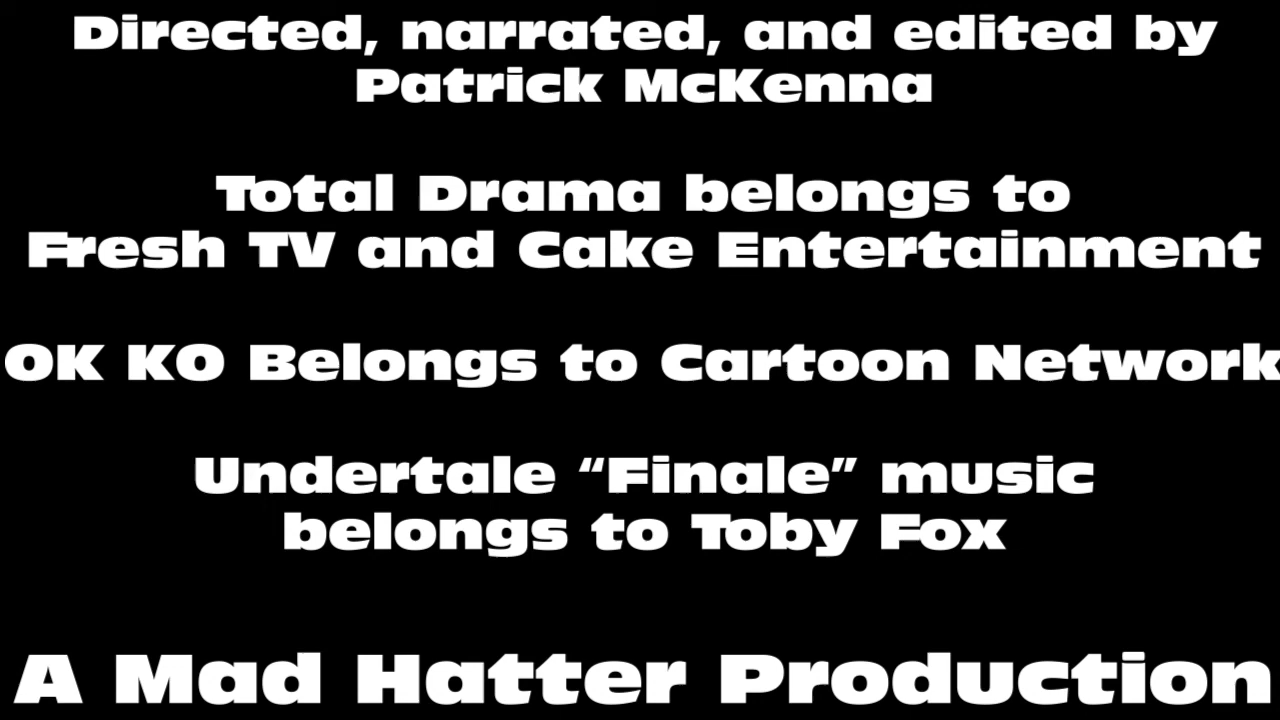 Directed, narrated, and edited by
Patrick McKenna
Total Drama belongs to
Fresh TV and Cake Entertainment
OK KO Belongs to Cartoon Network
Undertale “Finale” music
belongs to Toby Fox
A Mad Hatter Production